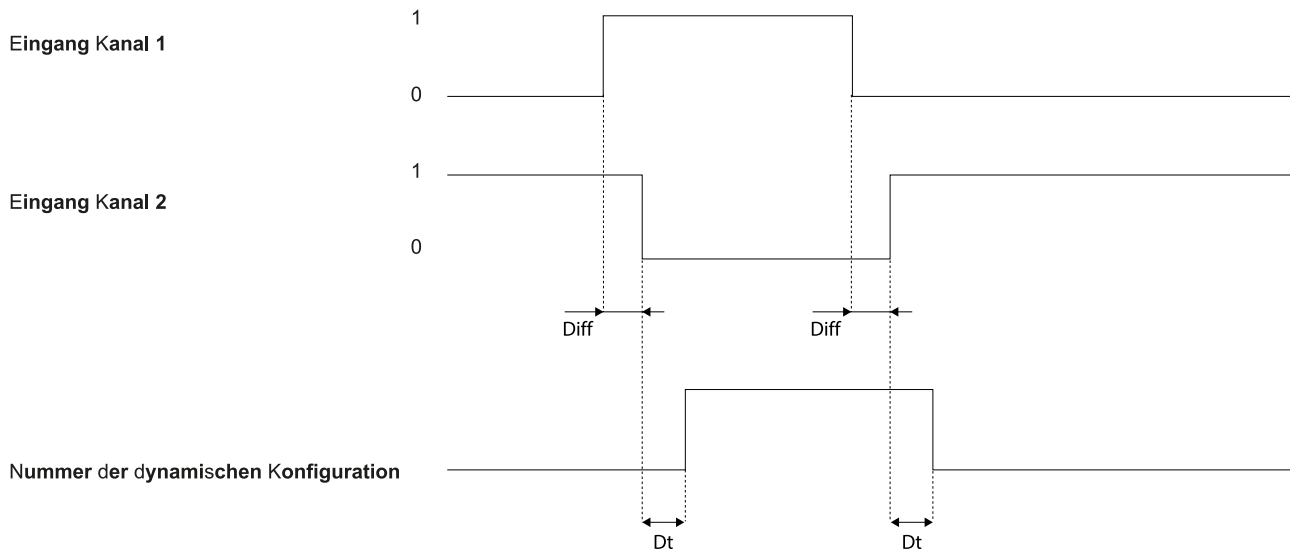 1
Eingang Kanal 1
0
1
Eingang Kanal 2
0
Diff Diff
Nummer der dynamischen Konfiguration
Dt Dt